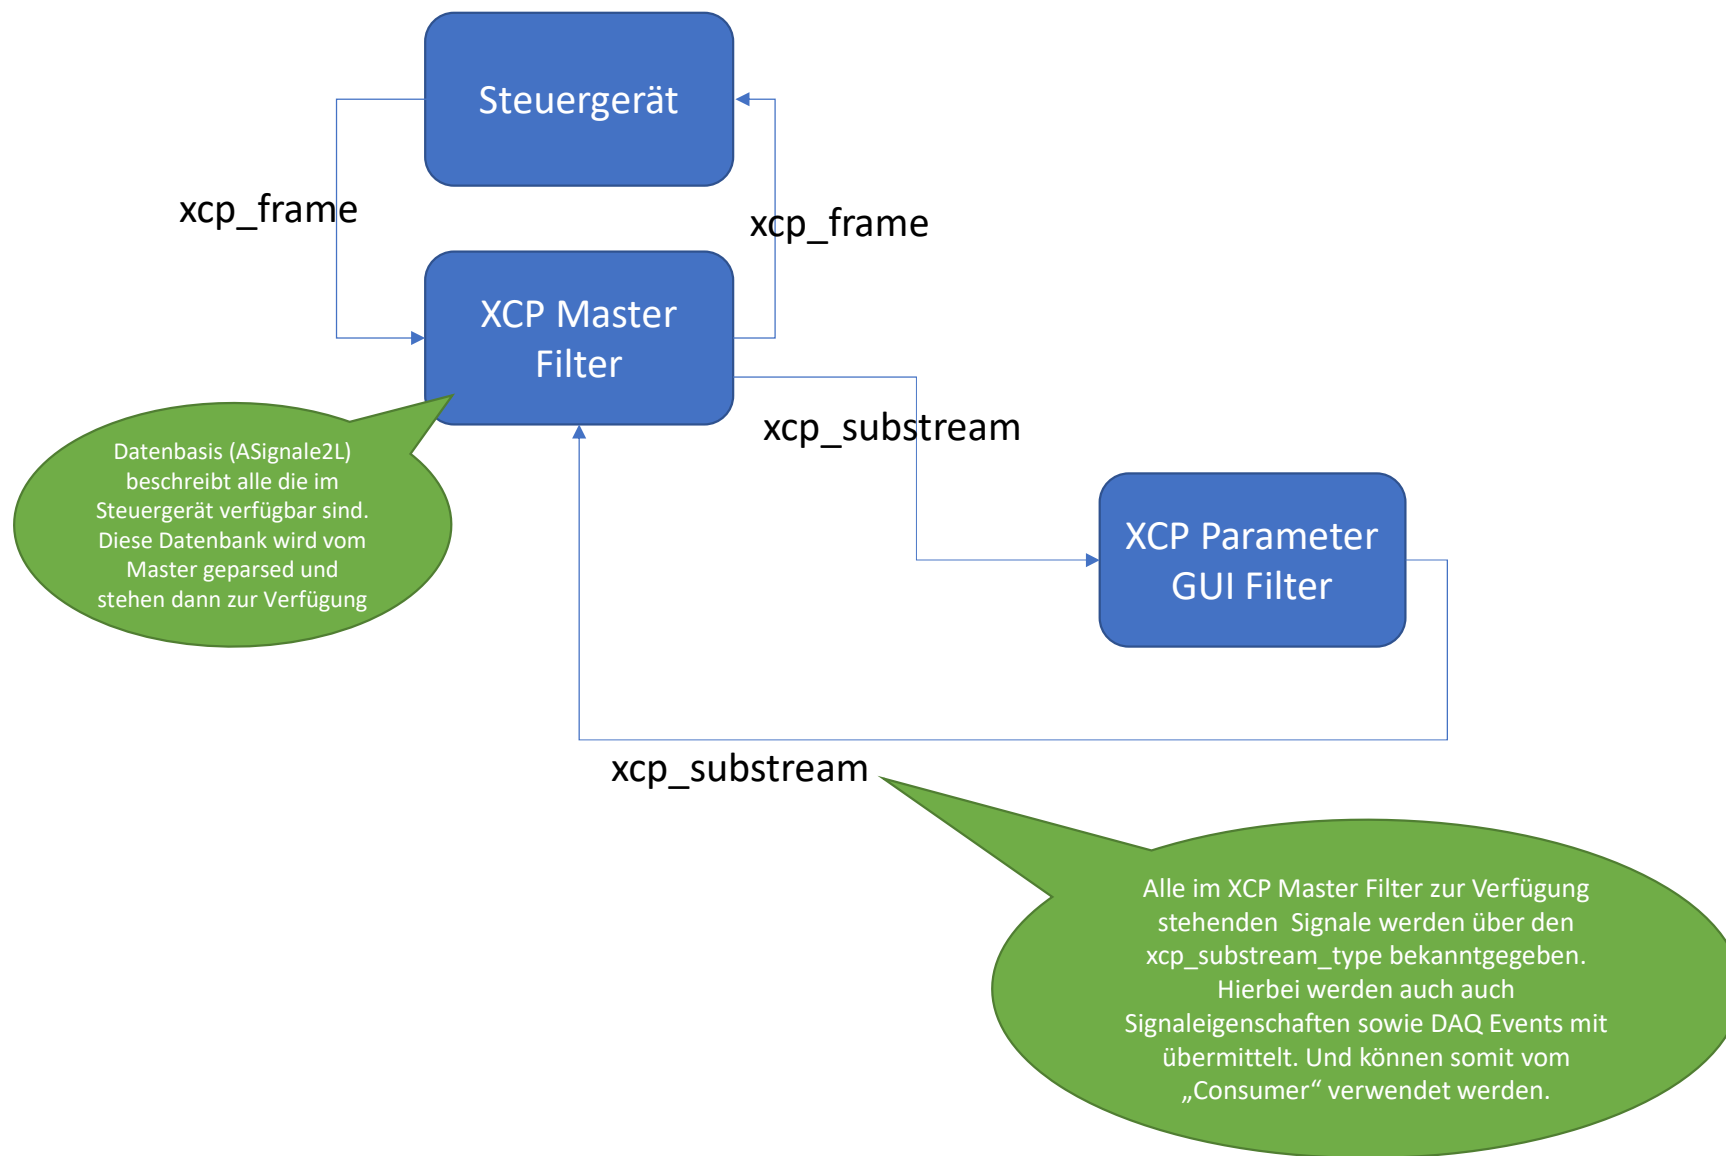 Steuergerät
xcp_frame
xcp_frame
XCP Master
Filter
xcp_substream
Datenbasis (ASignale2L)
beschreibt alle die im
Steuergerät verfügbar sind.
Diese Datenbank wird vom
Master geparsed und
stehen dann zur Verfügung
XCP Parameter
GUI Filter
xcp_substream
Alle im XCP Master Filter zur Verfügung
stehenden  Signale werden über den
xcp_substream_type bekanntgegeben.
Hierbei werden auch auch
Signaleigenschaften sowie DAQ Events mit
übermittelt. Und können somit vom
„Consumer“ verwendet werden.